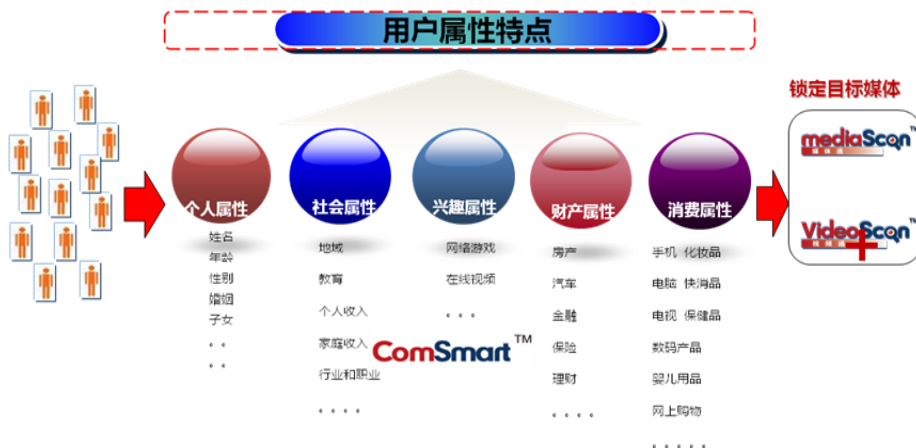 用户属性特点
锁定目标媒体
mediaScan™
VideoScan™
个人属性
姓名
年龄
性别
婚姻
子女
。。
。。
社会属性
地域
教育
个人收入
家庭收入
行业和职业
。。。。
兴趣属性
网络游戏
在线视频
。。。
财产属性
房产
汽车
金融
保险
理财
。。。。
消费属性
手机 化妆品
电脑 快消品
电视 保健品
数码产品
婴儿用品
网上购物
。。。。。
ComSmart™